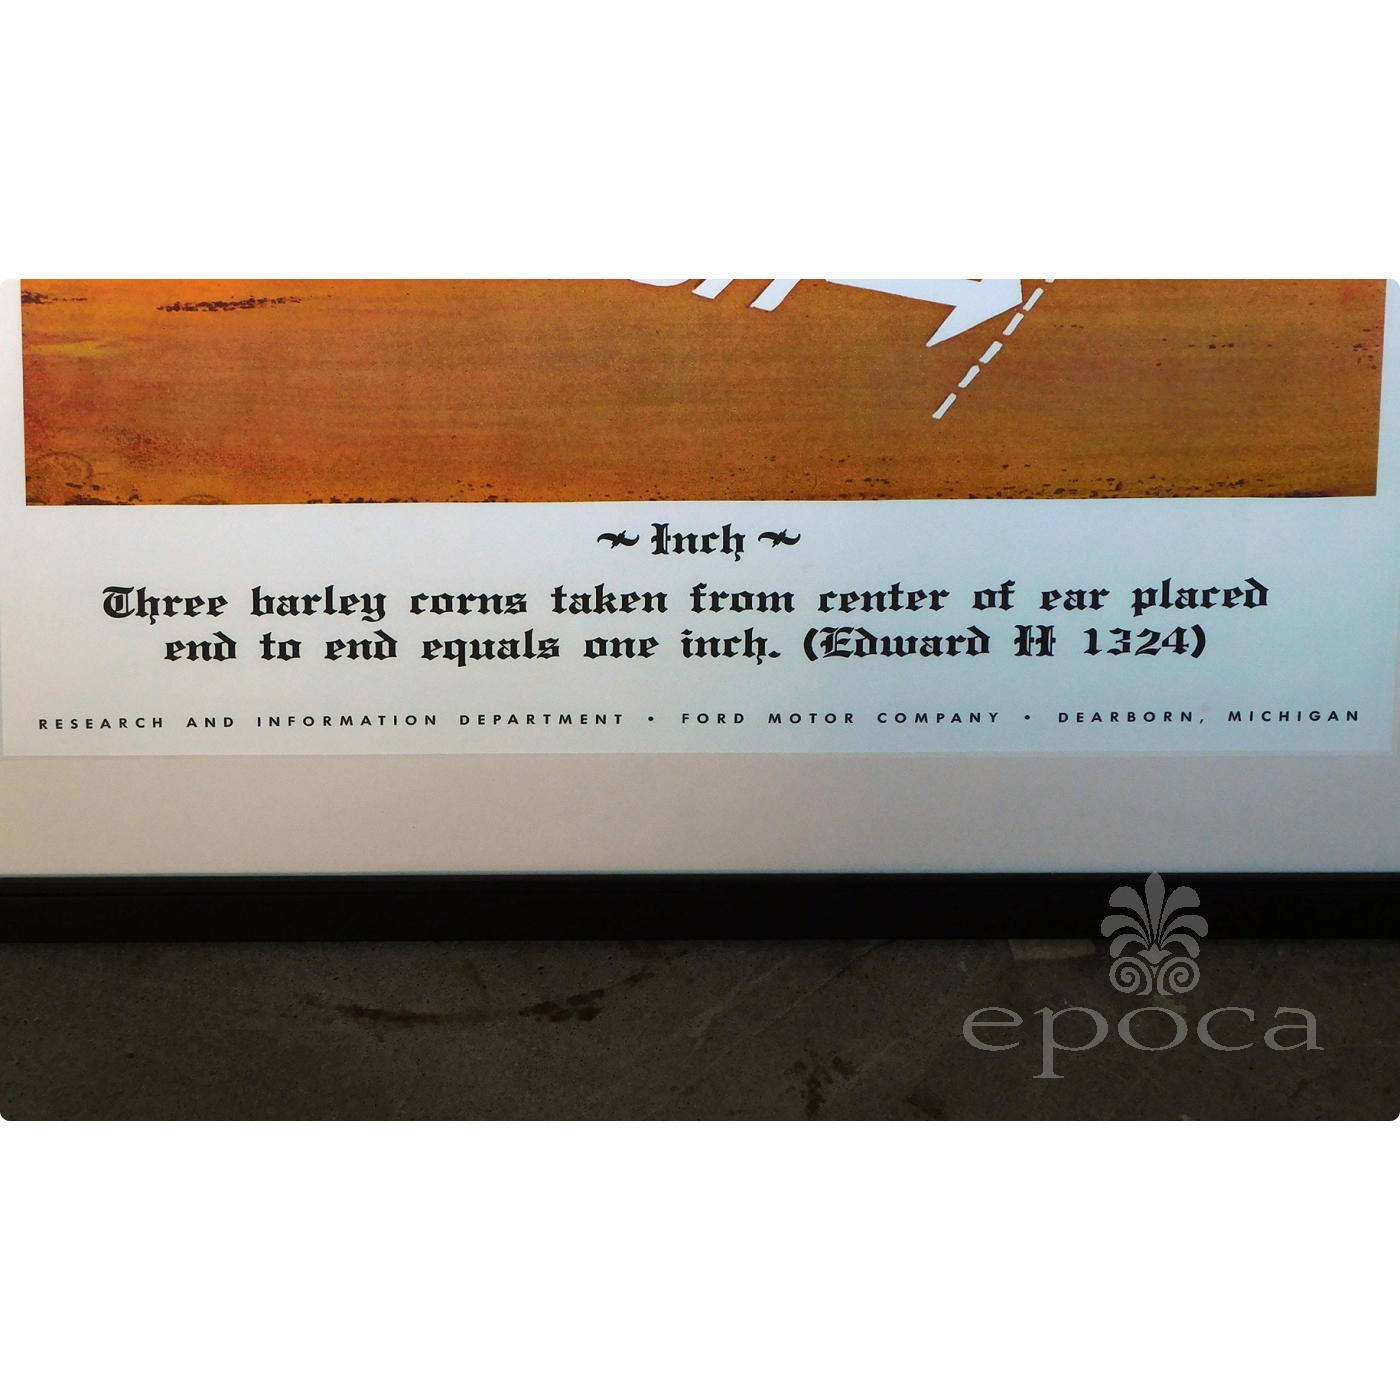 ~ Inch ~
Three barley corns taken from center of ear placed
end to end equals one inch. (Edward II 1324)
RESEARCH AND INFORMATION DEPARTMENT • FORD MOTOR COMPANY • DEARBORN, MICHIGAN
epoca